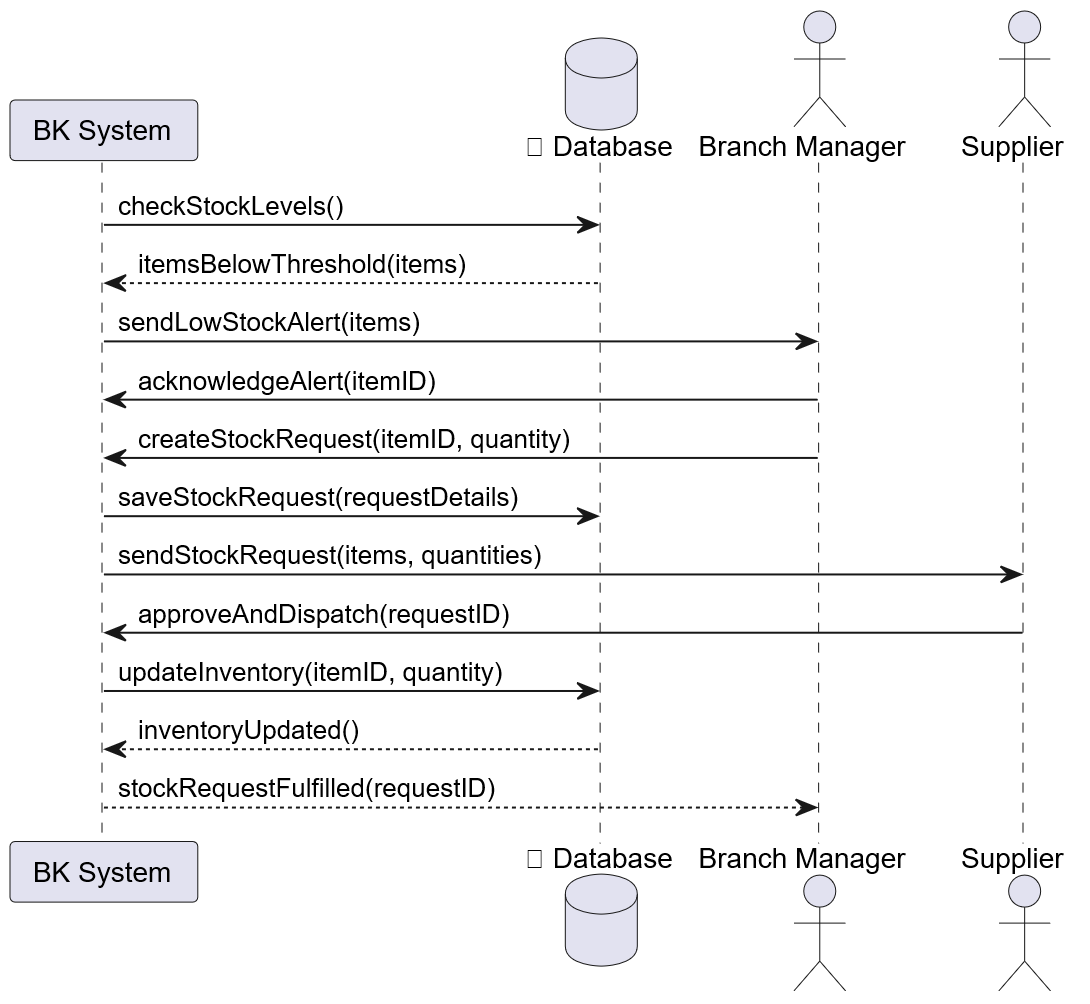 BK System
Database
Branch Manager
Supplier
checkStockLevels()
itemsBelowThreshold(items)
sendLowStockAlert(items)
acknowledgeAlert(itemID)
createStockRequest(itemID, quantity)
saveStockRequest(requestDetails)
sendStockRequest(items, quantities)
approveAndDispatch(requestID)
updateInventory(itemID, quantity)
inventoryUpdated()
stockRequestFulfilled(requestID)
BK System
Database
Branch Manager
Supplier